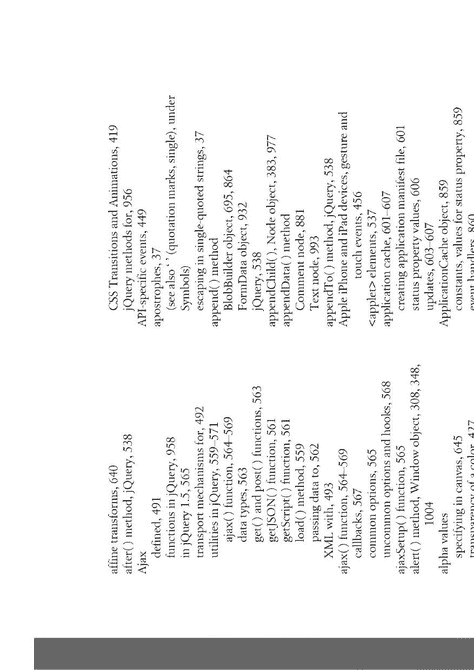 affine transforms, 640
after( ) method, jQuery, 538
Ajax
defined, 491
functions in jQuery, 958
in jQuery 1.5, 565
transport mechanisms for, 492
utilities in jQuery, 559–571
ajax( ) function, 564–569
data types, 563
get( ) and post( ) functions, 563
getJSON( ) function, 561
getScript( ) function, 561
load( ) method, 559
passing data to, 562
XML with, 493
ajax( ) function, 564–569
callbacks, 567
common options, 565
uncommon options and hooks, 568
ajaxSetup( ) function, 565
alert( ) method, Window object, 308, 348,
1004
alpha values
specifying in canvas, 645
transparency of a color, 427
CSS Transitions and Animations, 419
jQuery methods for, 956
API-specific events, 449
apostrophes, 37
(see also ' ' (quotation marks, single), under
Symbols)
escaping in single-quoted strings, 37
append( ) method
BlobBuilder object, 695, 864
FormData object, 932
jQuery, 538
appendChild( ), Node object, 383, 977
appendData( ) method
Comment node, 881
Text node, 993
appendTo( ) method, jQuery, 538
Apple iPhone and iPad devices, gesture and
touch events, 456
<applet> elements, 537
application cache, 601–607
creating application manifest file, 601
status property values, 606
updates, 603–607
ApplicationCache object, 859
constants, values for status property, 859
event handlers, 860